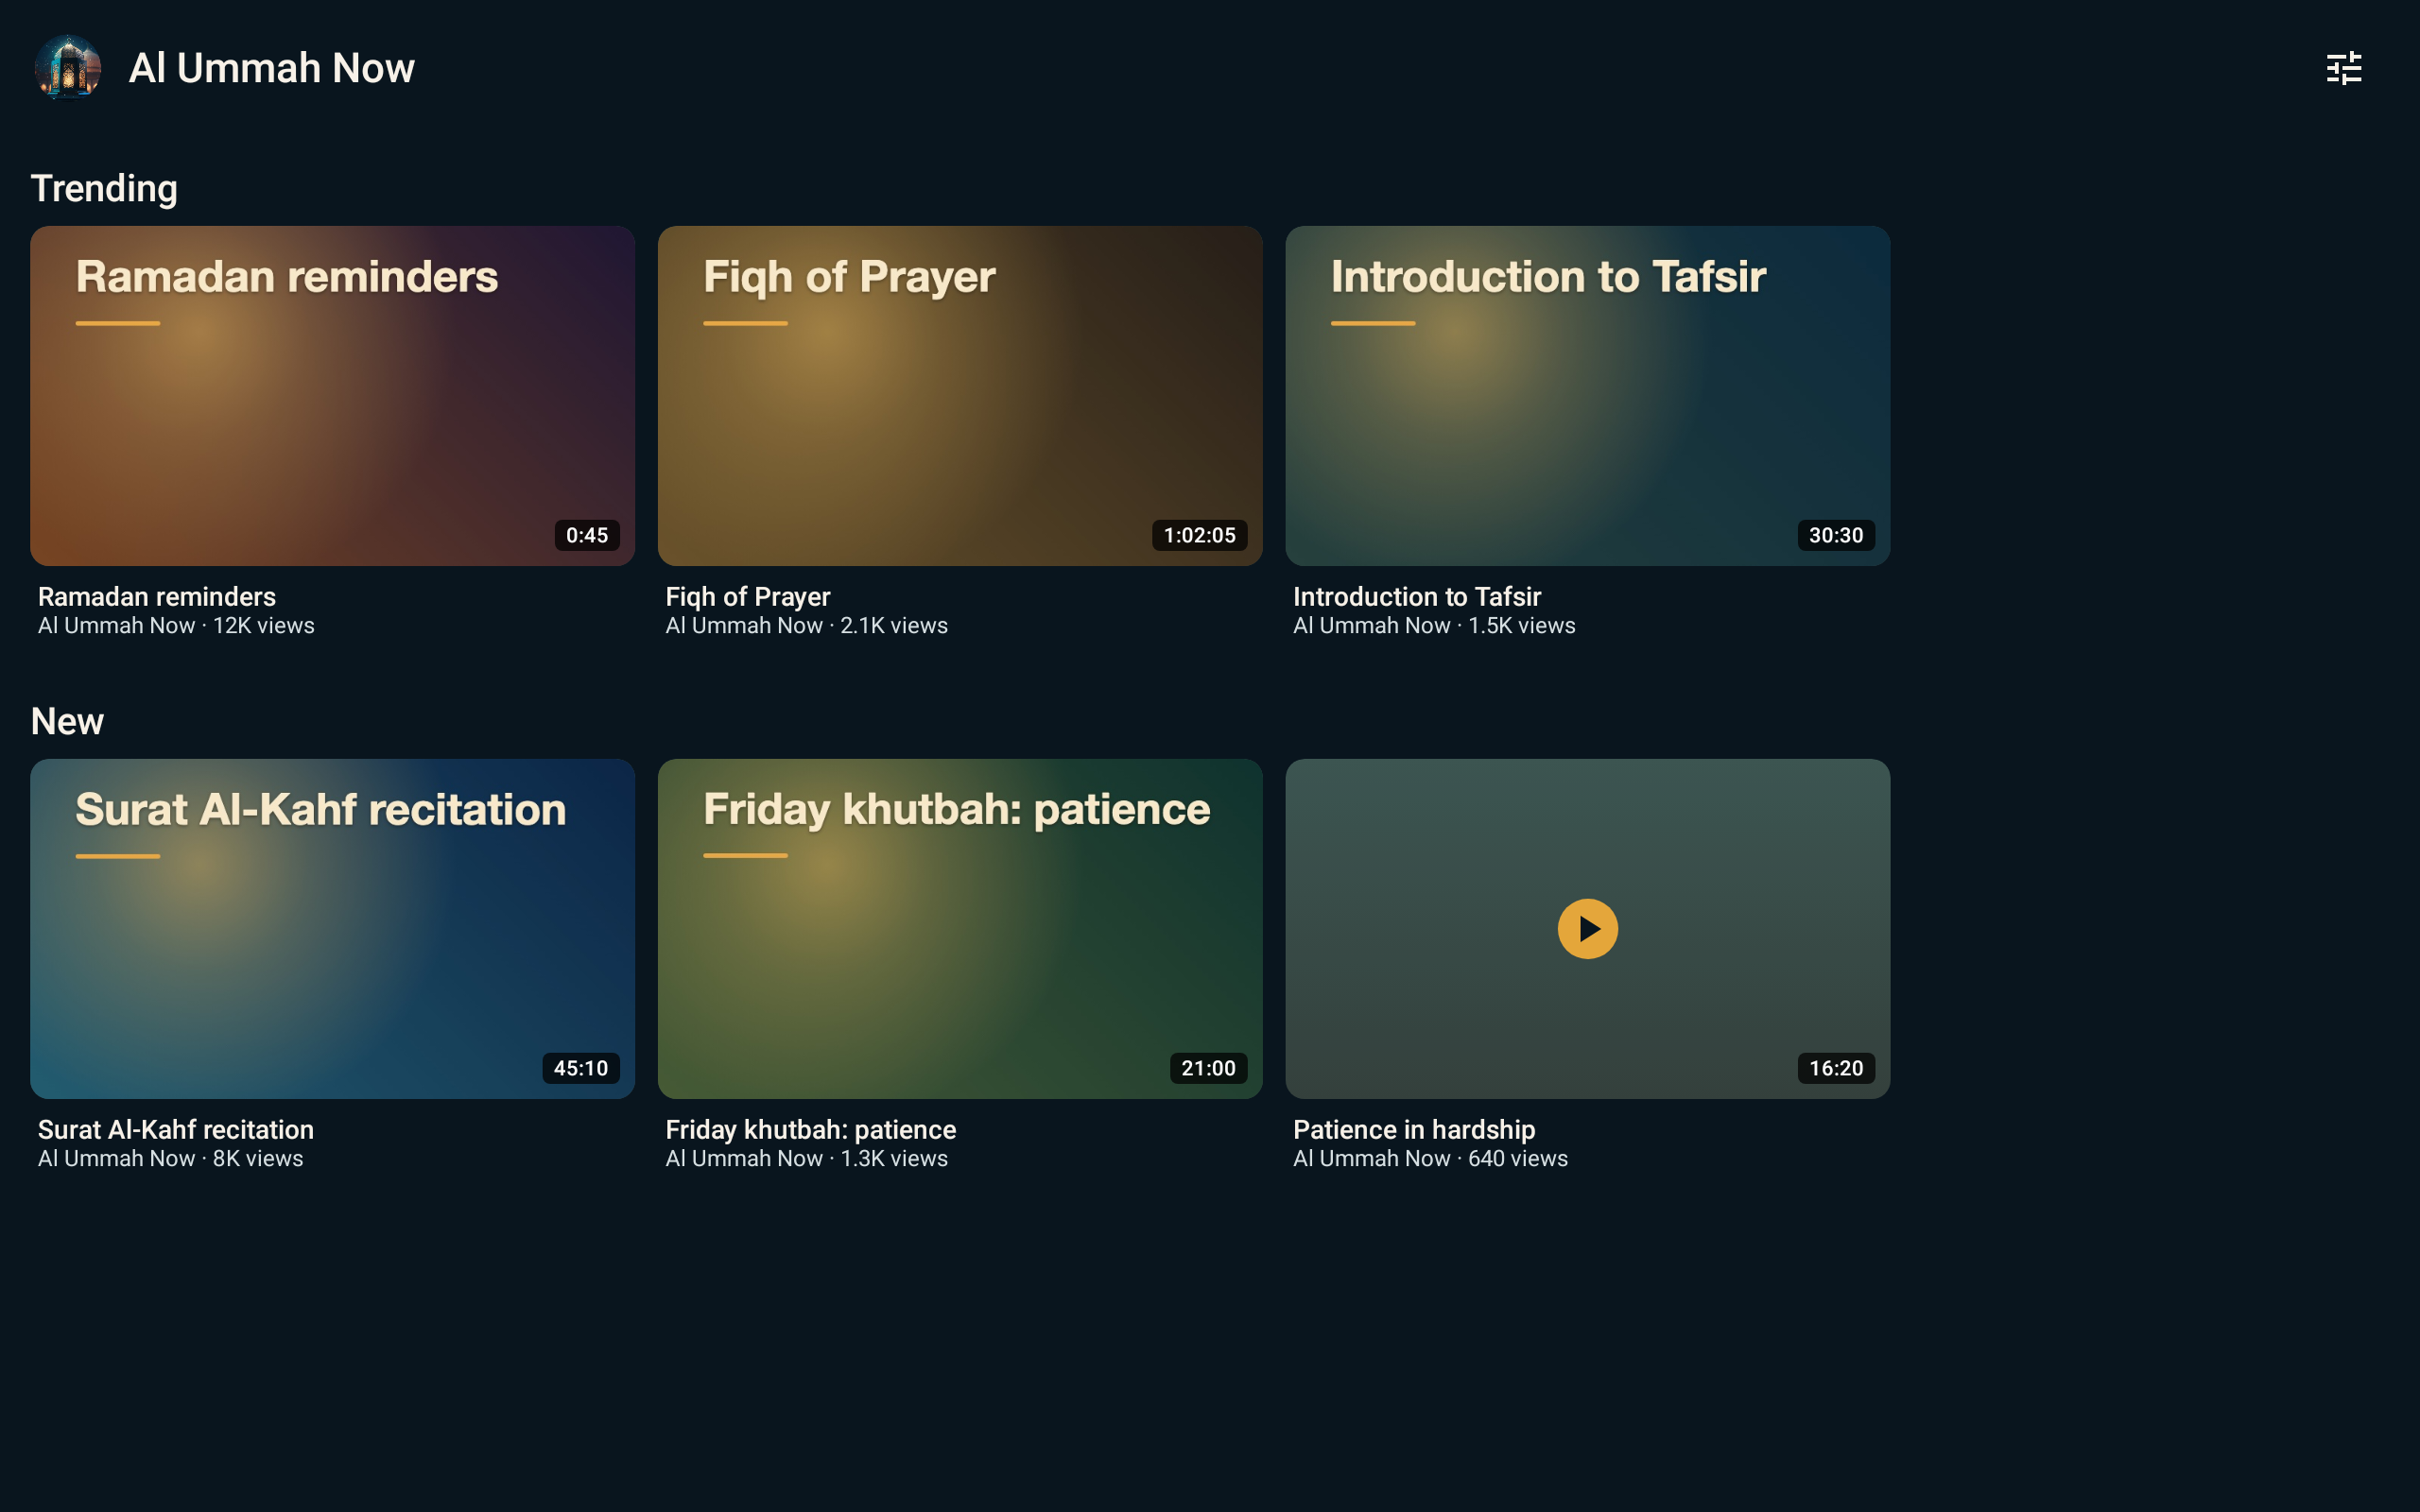 Al Ummah Now
Trending
Ramadan reminders
0:45
Ramadan reminders
Al Ummah Now · 12K views
Fiqh of Prayer
1:02:05
Fiqh of Prayer
Al Ummah Now · 2.1K views
Introduction to Tafsir
30:30
Introduction to Tafsir
Al Ummah Now · 1.5K views
New
Surat Al-Kahf recitation
45:10
Surat Al-Kahf recitation
Al Ummah Now · 8K views
Friday khutbah: patience
21:00
Friday khutbah: patience
Al Ummah Now · 1.3K views
16:20
Patience in hardship
Al Ummah Now · 640 views